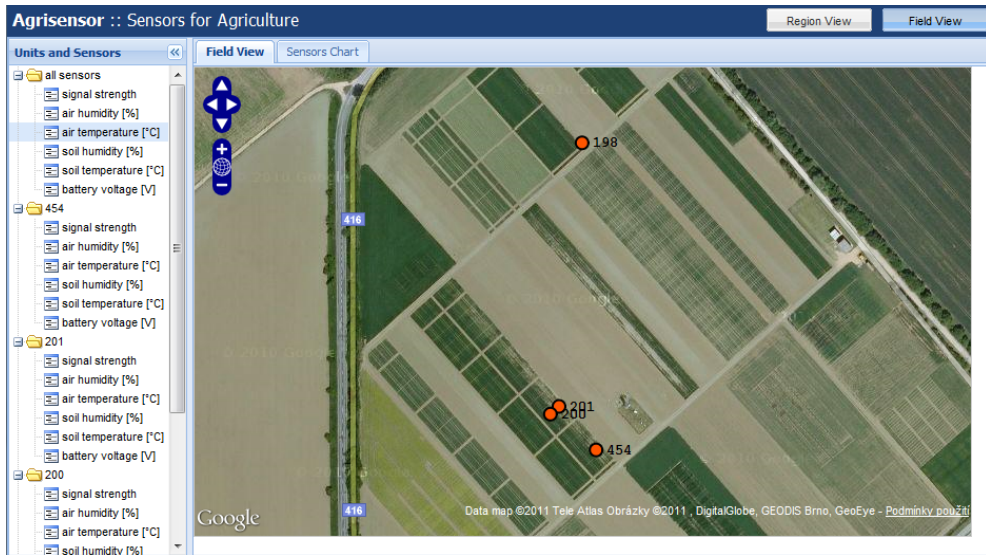 Agrisensor :: Sensors for Agriculture
Region View
Field View
Units and Sensors
Field View
Sensors Chart
all sensors
signal strength
air humidity [%]
air temperature [°C]
soil humidity [%]
soil temperature [°C]
battery voltage [V]
454
signal strength
air humidity [%]
air temperature [°C]
soil humidity [%]
soil temperature [°C]
battery voltage [V]
201
signal strength
air humidity [%]
air temperature [°C]
soil humidity [%]
soil temperature [°C]
battery voltage [V]
200
signal strength
air humidity [%]
air temperature [°C]
soil humidity [%]
198
416
© 2010 Google
201
200
454
416
Google
Data map ©2011 Tele Atlas Obrázky ©2011 , DigitalGlobe, GEODIS Brno, GeoEye - Podmínky použití